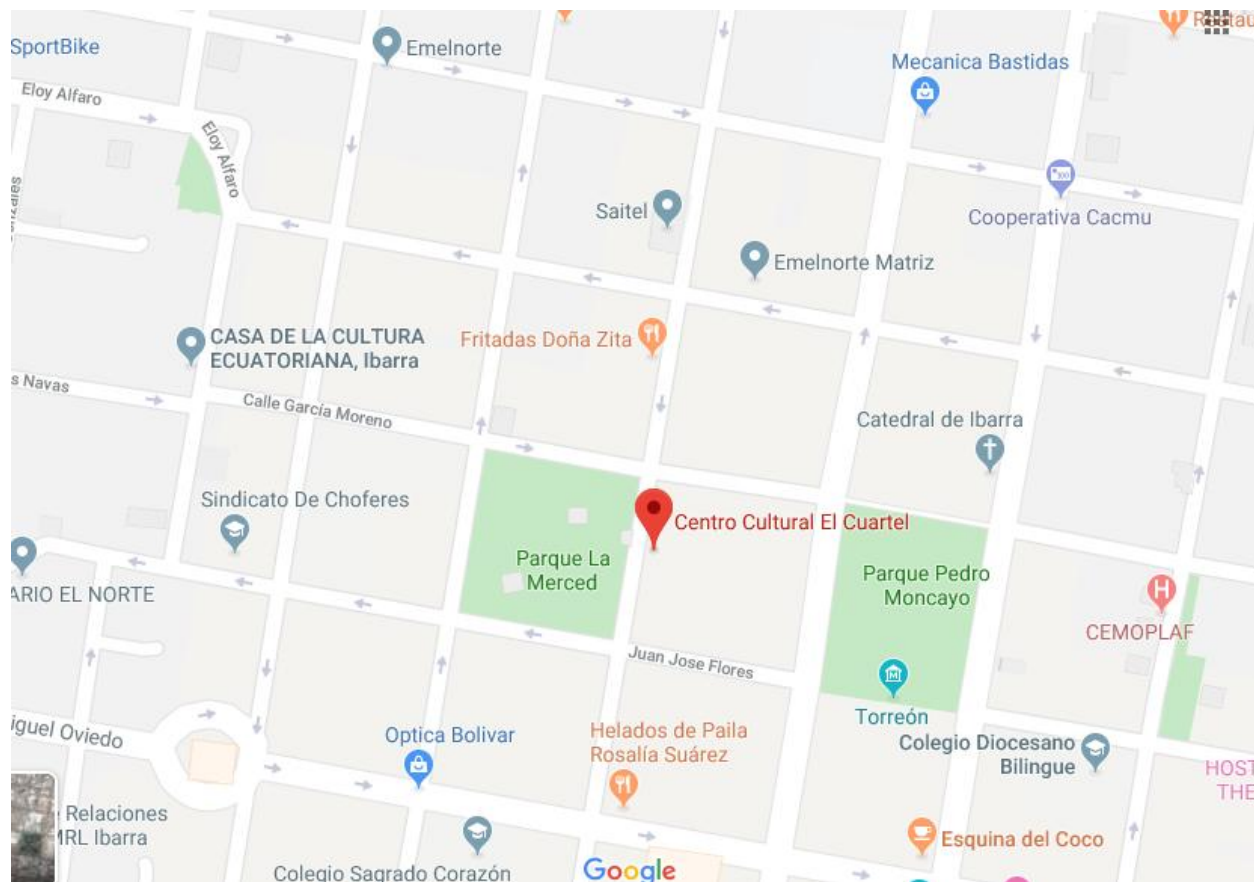 SportBike
Emelnorte
Mecanica Bastidas
Eloy Alfaro
Eloy Alfaro
Saitel
Cooperativa Cacmu
Emelnorte Matriz
CASA DE LA CULTURA
ECUATORIANA, Ibarra
Fritadas Doña Zita
s Navas
Calle García Moreno
Catedral de Ibarra
Sindicato De Choferes
Centro Cultural El Cuartel
Parque La
Merced
Parque Pedro
Moncayo
ARIO EL NORTE
H
CEMOPLAF
Juan Jose Flores
M
Torreón
iguel Oviedo
Optica Bolivar
Helados de Paila
Rosalía Suárez
Colegio Diocesano
Bilingue
HOST
THE
Relaciones
MRL Ibarra
Esquina del Coco
Colegio Sagrado Corazón
Google